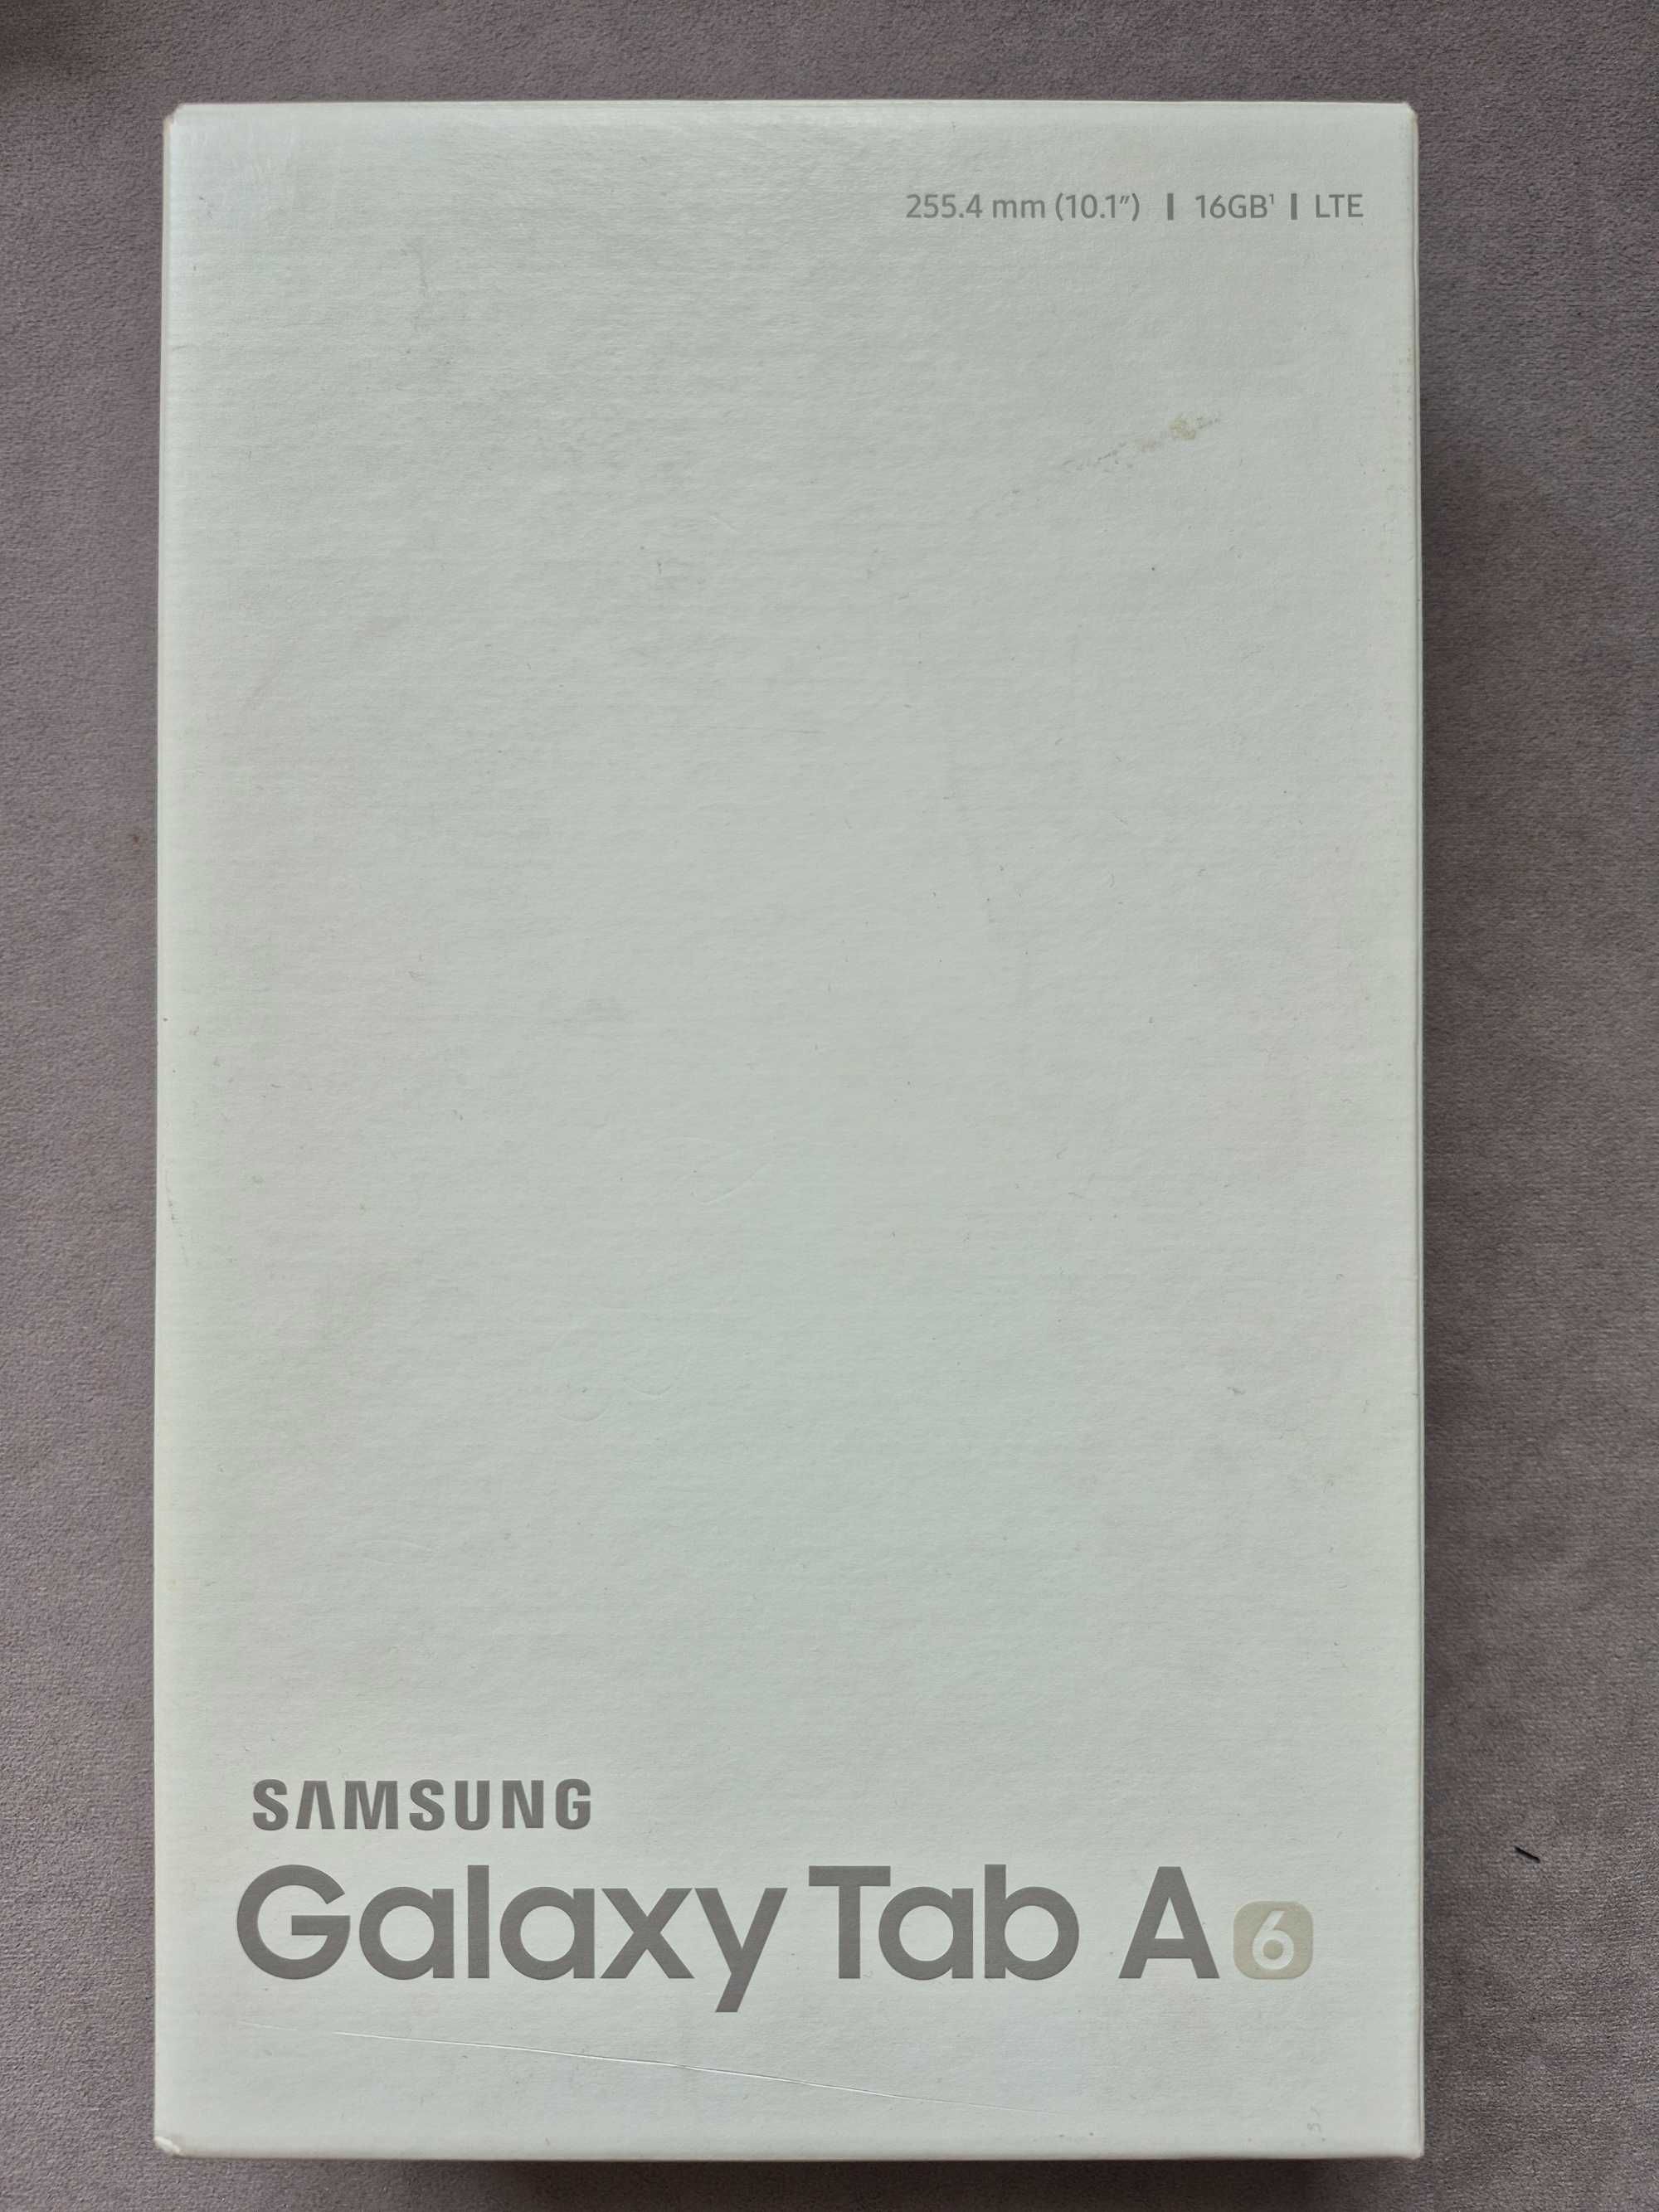 255.4 mm (10.1") | 16GB¹ | LTE
SAMSUNG
Galaxy Tab A 6